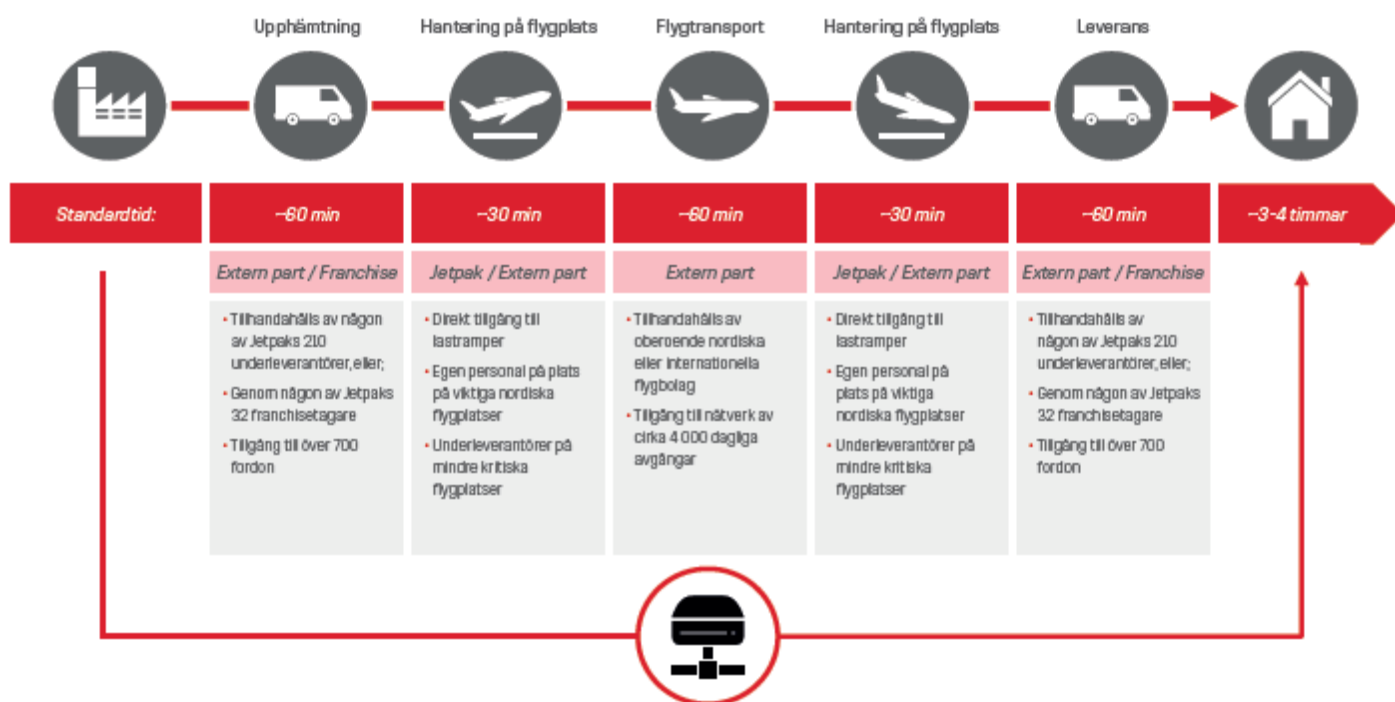 Upphämtning
Hantering på flygplats
Flygtransport
Hantering på flygplats
Leverans
Standardtid:
~60 min
~30 min
~60 min
~30 min
~60 min
~3-4 timmar
Extern part / Franchise
Jetpak / Extern part
Extern part
Jetpak / Extern part
Extern part / Franchise
• Tillhandahålls av någon
av Jetpaks 210
underleverantörer, eller;
• Genom någon av Jetpaks
32 franchisetagare
• Tillgång till över 700
fordon
• Direkt tillgång till
lastramper
• Egen personal på plats
på viktiga nordiska
flygplatser
• Underleverantörer på
mindre kritiska
flygplatser
• Tillhandahålls av
oberoende nordiska
eller internationella
flygbolag
• Tillgång till nätverk av
cirka 4 000 dagliga
avgångar
• Direkt tillgång till
lastramper
• Egen personal på
plats på viktiga
nordiska flygplatser
• Underleverantörer på
mindre kritiska
flygplatser
• Tillhandahålls av
någon av Jetpaks 210
underleverantörer, eller;
• Genom någon av Jetpaks
32 franchisetagare
• Tillgång till över 700
fordon